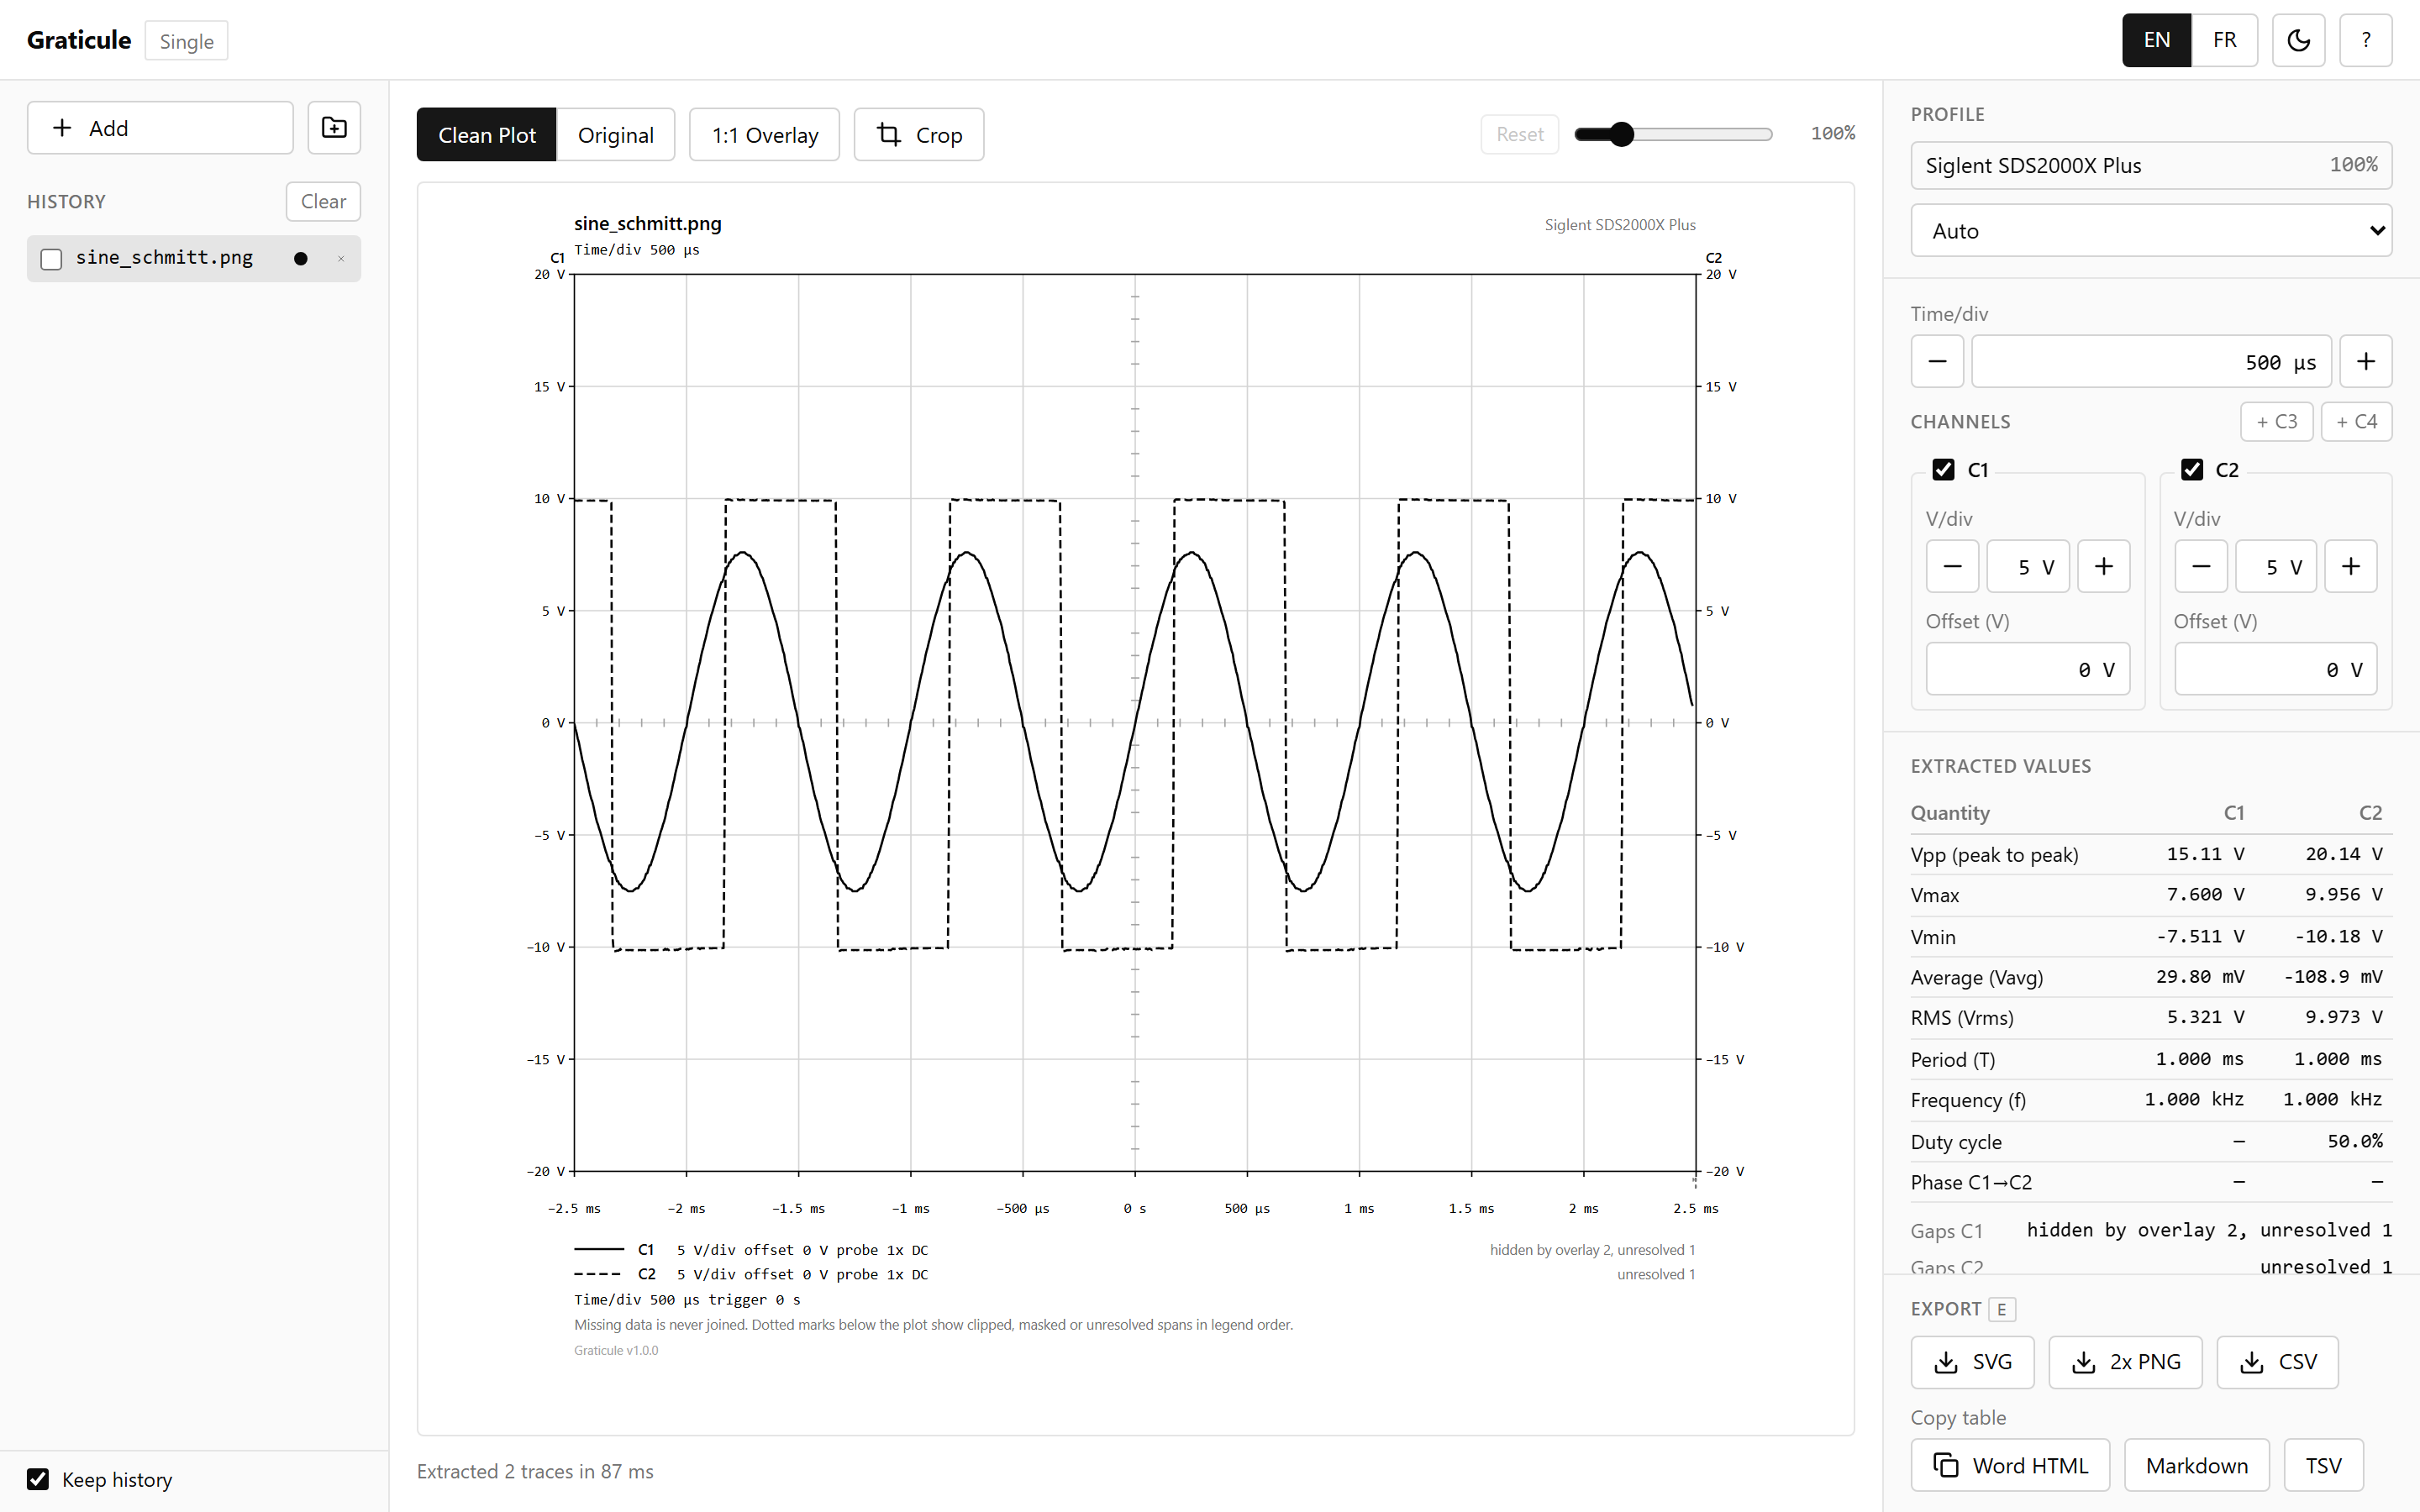 Graticule Single
EN FR ?
Add
HISTORY Clear
sine_schmitt.png ×
Keep history
Clean Plot Original 1:1 Overlay Crop Reset 100%
sine_schmitt.png Siglent SDS2000X Plus
Time/div 500 µs
C1 C2
20 V 20 V
15 V 15 V
10 V 10 V
5 V 5 V
0 V 0 V
−5 V −5 V
−10 V −10 V
−15 V −15 V
−20 V −20 V
−2.5 ms −2 ms −1.5 ms −1 ms −500 µs 0 s 500 µs 1 ms 1.5 ms 2 ms 2.5 ms
C1 5 V/div offset 0 V probe 1x DC hidden by overlay 2, unresolved 1
C2 5 V/div offset 0 V probe 1x DC unresolved 1
Time/div 500 µs trigger 0 s
Missing data is never joined. Dotted marks below the plot show clipped, masked or unresolved spans in legend order.
Graticule v1.0.0
Extracted 2 traces in 87 ms
PROFILE
Siglent SDS2000X Plus 100%
Auto
Time/div
− 500 µs +
CHANNELS + C3 + C4
C1 C2
V/div V/div
− 5 V + − 5 V +
Offset (V) Offset (V)
0 V 0 V
EXTRACTED VALUES
Quantity C1 C2
Vpp (peak to peak) 15.11 V 20.14 V
Vmax 7.600 V 9.956 V
Vmin -7.511 V -10.18 V
Average (Vavg) 29.80 mV -108.9 mV
RMS (Vrms) 5.321 V 9.973 V
Period (T) 1.000 ms 1.000 ms
Frequency (f) 1.000 kHz 1.000 kHz
Duty cycle — 50.0%
Phase C1→C2 — —
Gaps C1 hidden by overlay 2, unresolved 1
Gaps C2 unresolved 1
EXPORT E
SVG 2x PNG CSV
Copy table
Word HTML Markdown TSV